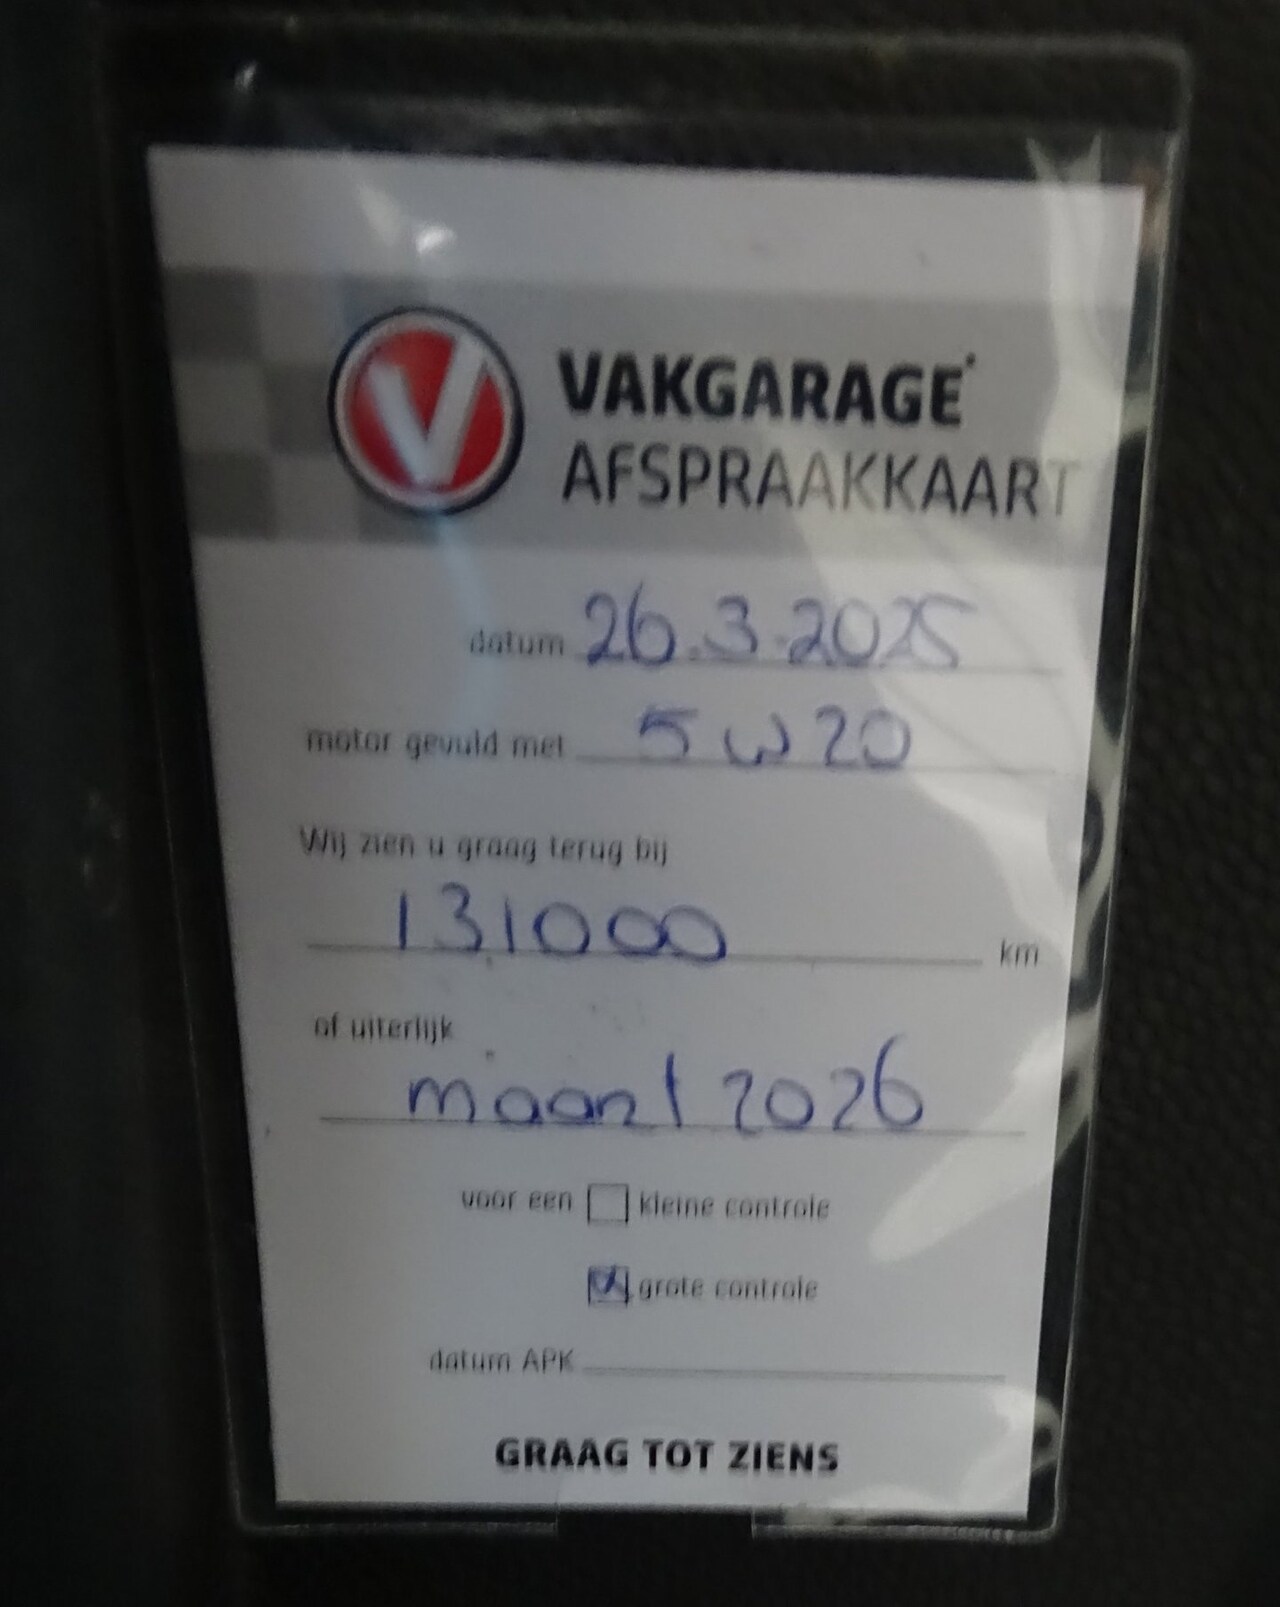 V VAKGARAGE
AFSPRAAKKAART
datum 26.3.2025
motor gevuld met 5W20
Wij zien u graag terug bij
131000 km
of uiterlijk
maart 2026
voor een kleine controle
grote controle
datum APK
GRAAG TOT ZIENS